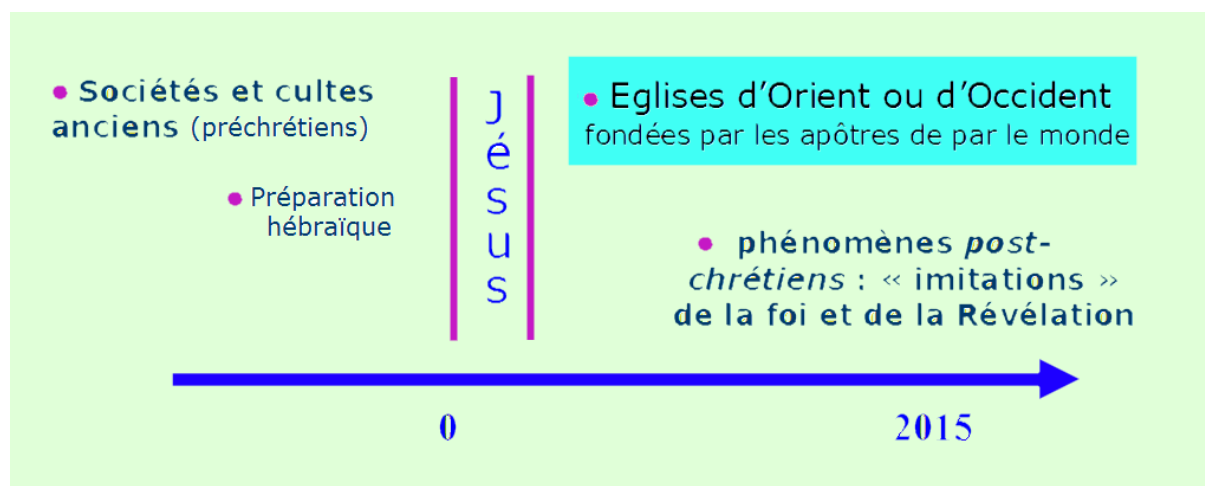 • Sociétés et cultes
anciens (préchrétiens)
• Préparation
hébraïque
Jésus
• Eglises d’Orient ou d’Occident
fondées par les apôtres de par le monde
• phénomènes post-
chrétiens : « imitations »
de la foi et de la Révélation
0
2015